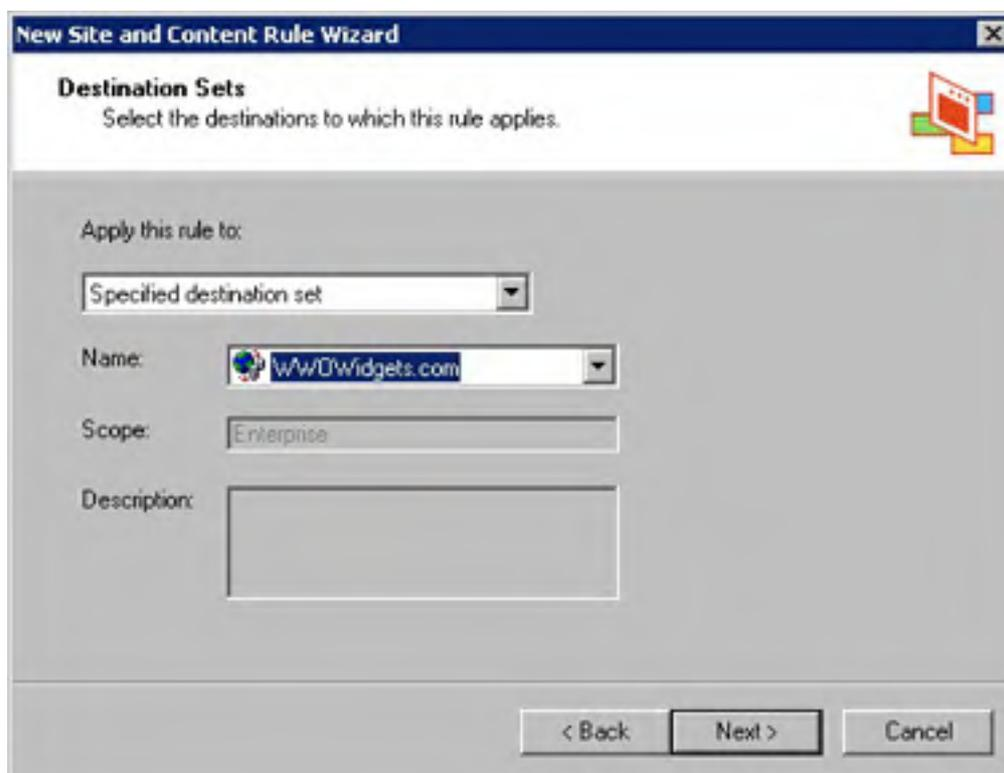 New Site and Content Rule Wizard
Destination Sets
Select the destinations to which this rule applies.
Apply this rule to:
Specified destination set
Name:
WWOWidgets.com
Scope:
Enterprise
Description:
< Back
Next >
Cancel